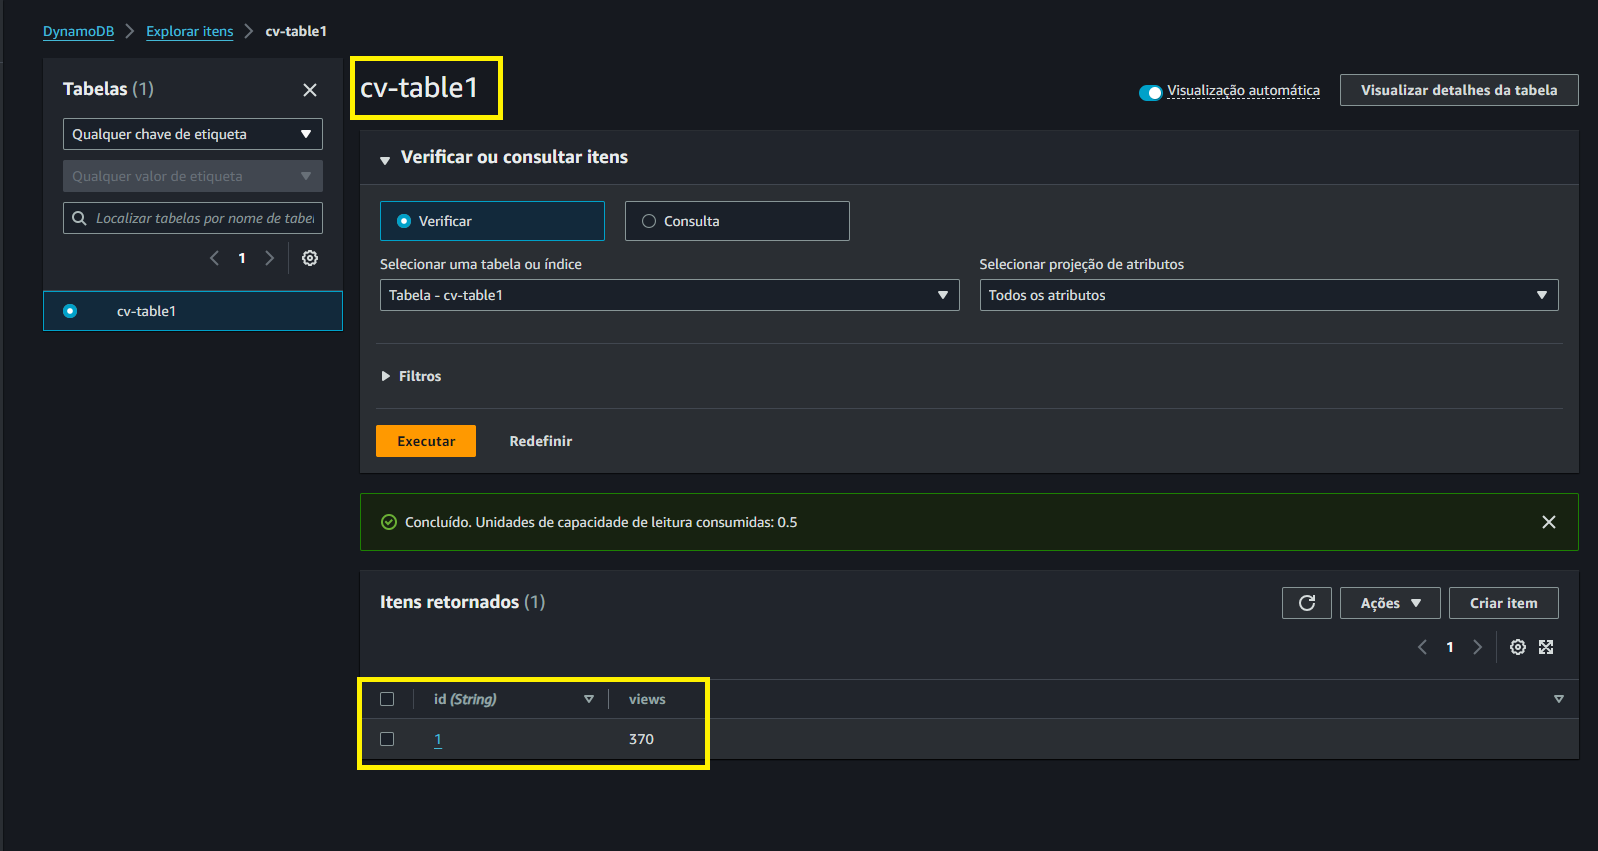 DynamoDB > Explorar itens > cv-table1
Tabelas (1)
Qualquer chave de etiqueta
Qualquer valor de etiqueta
Localizar tabelas por nome de tabel
1
cv-table1
cv-table1
Visualização automática
Visualizar detalhes da tabela
Verificar ou consultar itens
Verificar
Consulta
Selecionar uma tabela ou índice
Selecionar projeção de atributos
Tabela - cv-table1
Todos os atributos
Filtros
Executar
Redefinir
Concluído. Unidades de capacidade de leitura consumidas: 0.5
Itens retornados (1)
Ações
Criar item
1
id (String)
views
1
370